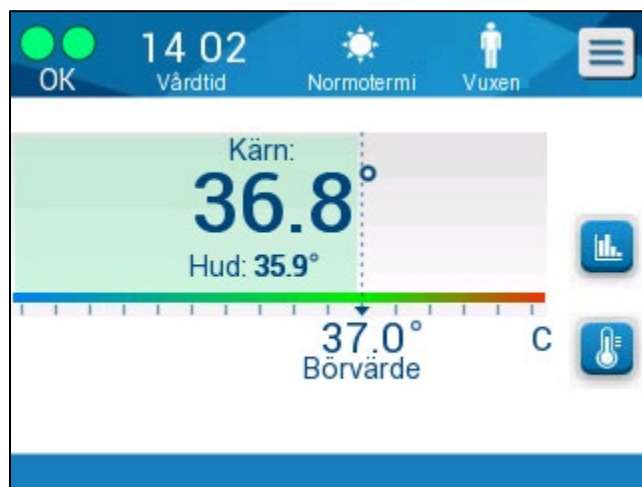 14 02
OK
Vårdtid
Normotermi
Vuxen
Kärn:
36.8°
Hud: 35.9°
37.0°
C
Börvärde